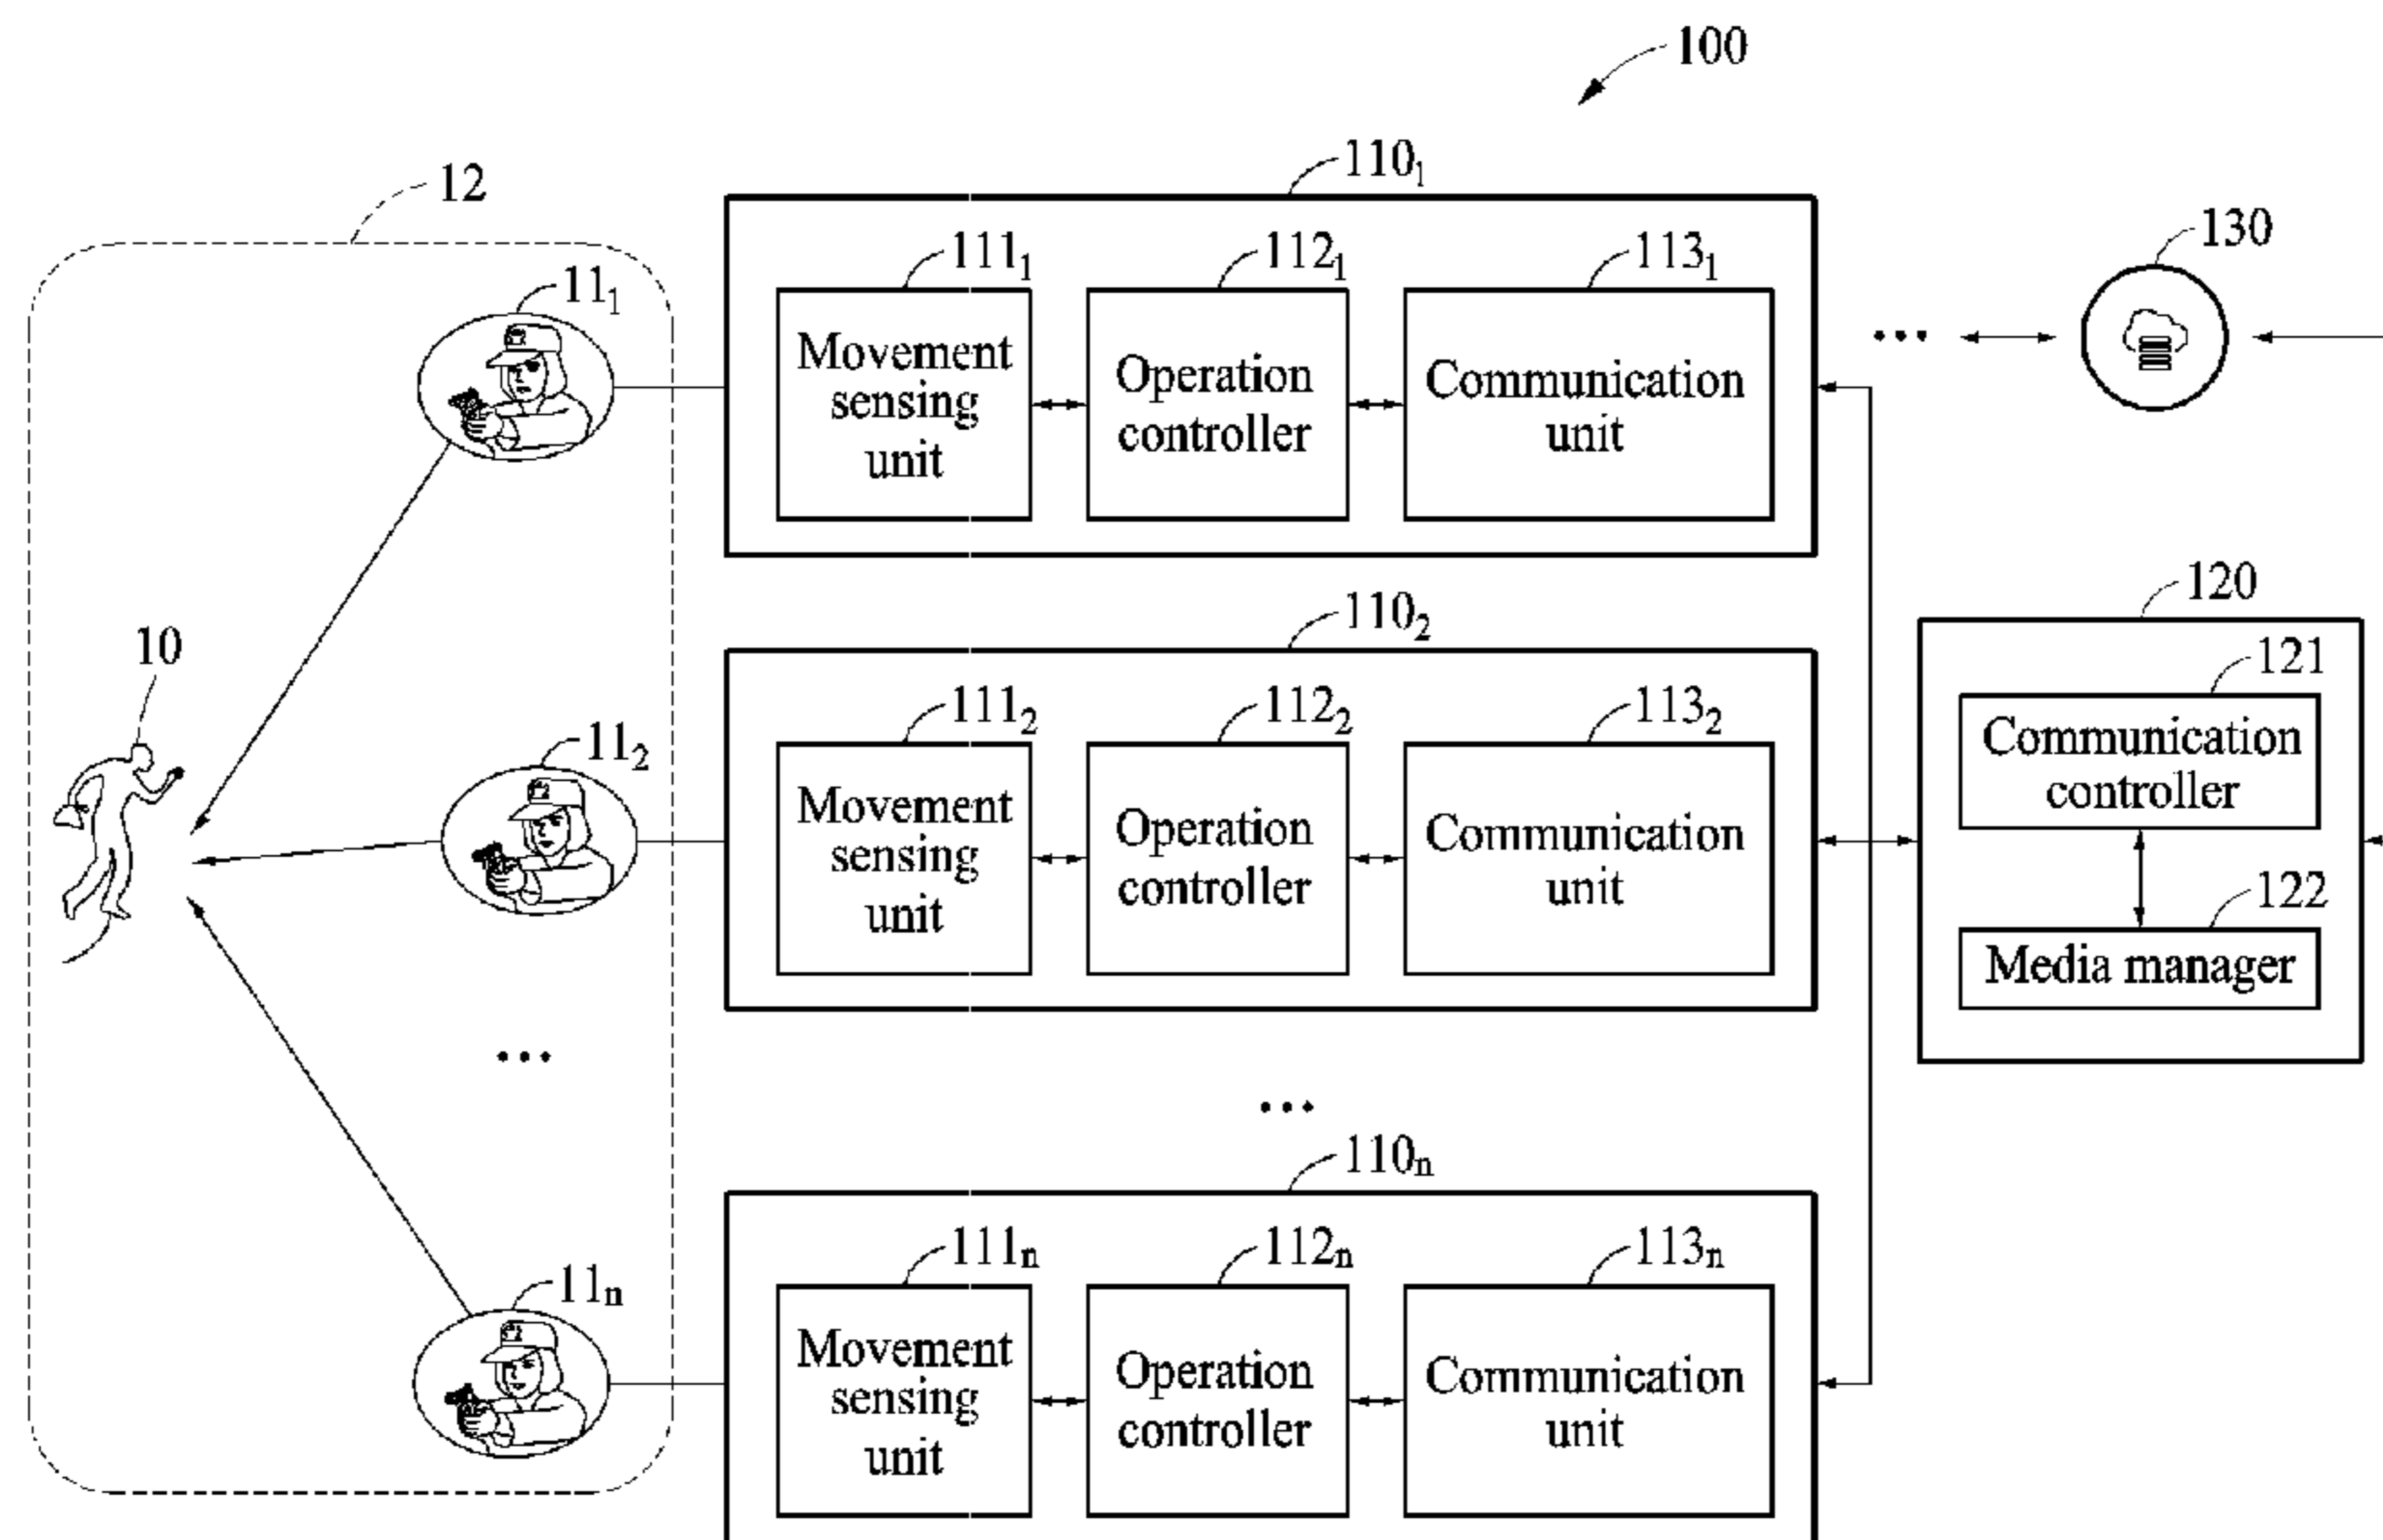 100
12
110₁
130
11₁
111₁
112₁
113₁
Movement
sensing
unit
Operation
controller
Communication
unit
...
120
110₂
10
121
11₂
111₂
112₂
113₂
Movement
sensing
unit
Operation
controller
Communication
unit
Communication
controller
122
Media manager
...
...
110ₙ
11ₙ
111ₙ
112ₙ
113ₙ
Movement
sensing
unit
Operation
controller
Communication
unit